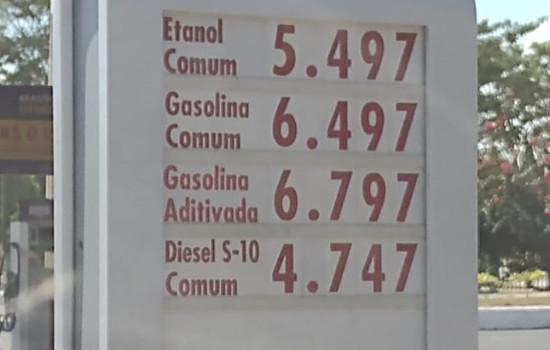 Etanol
Comum 5.497
Gasolina
Comum 6.497
Gasolina
Aditivada 6.797
Diesel S-10
Comum 4.747